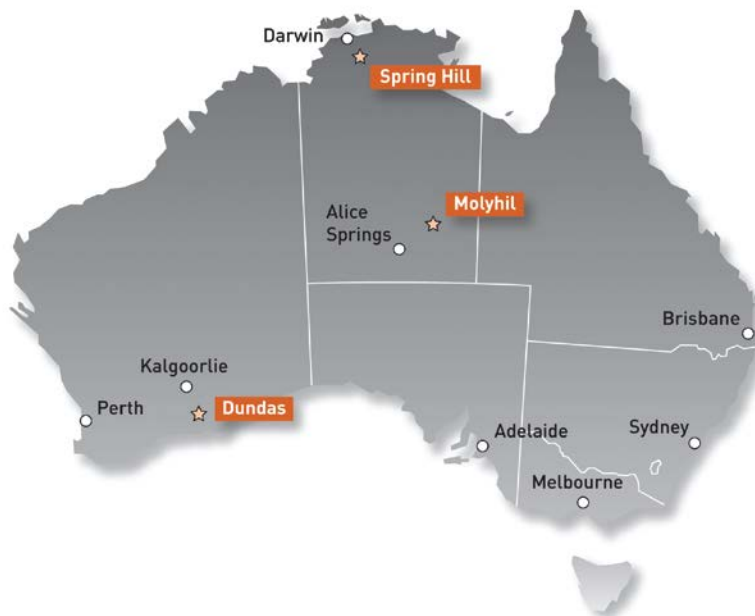 Darwin
Spring Hill
Molyhil
Alice
Springs
Brisbane
Kalgoorlie
Dundas
Perth
Adelaide
Sydney
Melbourne